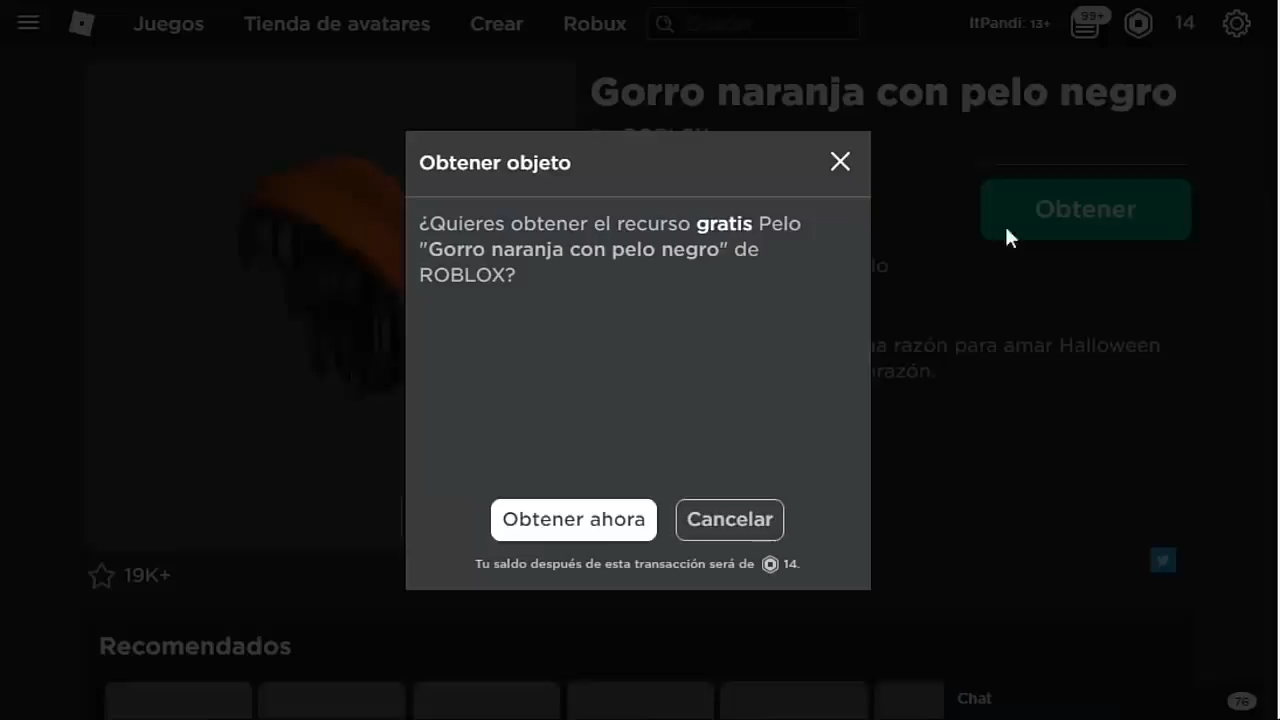 Juegos Tienda de avatares Crear Robux ItPandi: 13+ 99+ 14
Gorro naranja con pelo negro
Obtener objeto
Obtener
¿Quieres obtener el recurso gratis Pelo
"Gorro naranja con pelo negro" de
ROBLOX?
lo
razón para amar Halloween
Obtener ahora Cancelar
Tu saldo después de esta transacción será de 14.
19K+
Recomendados
Chat
76